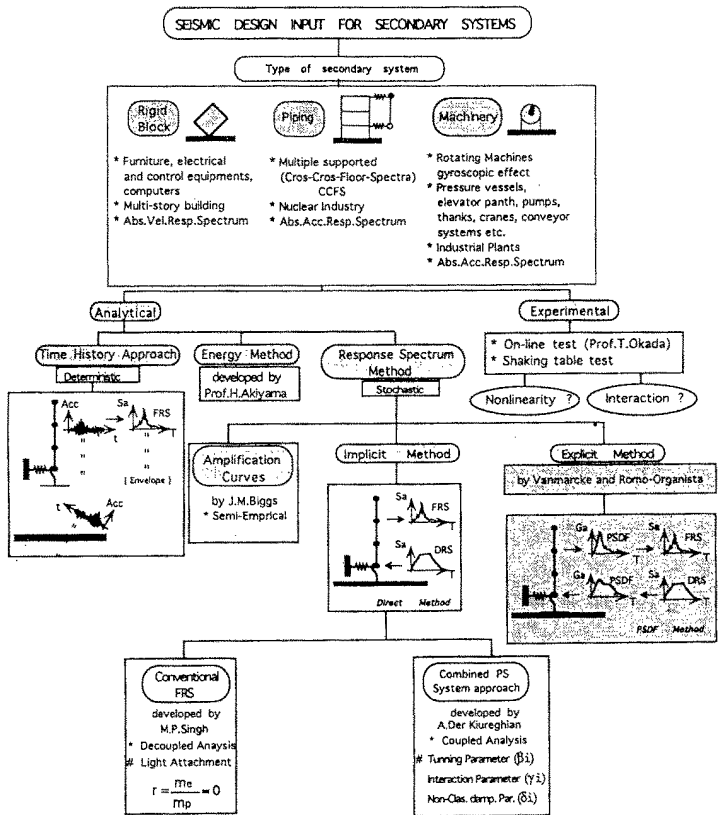 SEISMIC DESIGN INPUT FOR SECONDARY SYSTEMS
Type of secondary system
Rigid
Block
* Furniture, electrical
and control equipments,
computers
* Multi-story building
* Abs.Vel.Resp.Spectrum
Piping
* Multiple supported
(Cros-Cros-Floor-Spectra)
CCFS
* Nuclear Industry
* Abs.Acc.Resp.Spectrum
Machinery
* Rotating Machines
gyroscopic effect
* Pressure vessels,
elevator panth, pumps,
thanks, cranes, conveyor
systems etc.
* Industrial Plants
* Abs.Acc.Resp.Spectrum
Analytical
Experimental
* On-line test (Prof.T.Okada)
* Shaking table test
Nonlinearity ?
Interaction ?
Time History Approach
Deterministic
Acc
Sa
FRS
t
T
"
"
"
"
{ Envelope }
t
Acc
"
Energy Method
developed by
Prof.H.Akiyama
Response Spectrum
Method
Stochastic
Amplification
Curves
by J.M.Biggs
* Semi-Emprical
Implicit Method
Sa
FRS
T
Sa
DRS
T
Direct Method
Explicit Method
by Vanmarcke and Romo-Organista
Ga
PSDF
T
Sa
FRS
T
Ga
PSDF
T
Sa
DRS
T
PSDF Method
Conventional
FRS
developed by
M.P.Singh
* Decoupled Anaysis
# Light Attachment
r = me/mp ≈ 0
Combined PS
System approach
developed by
A.Der Kiureghian
* Coupled Analysis
# Tunning Parameter (βi)
Interaction Parameter (γi)
Non-Clas. damp. Par. (δi)